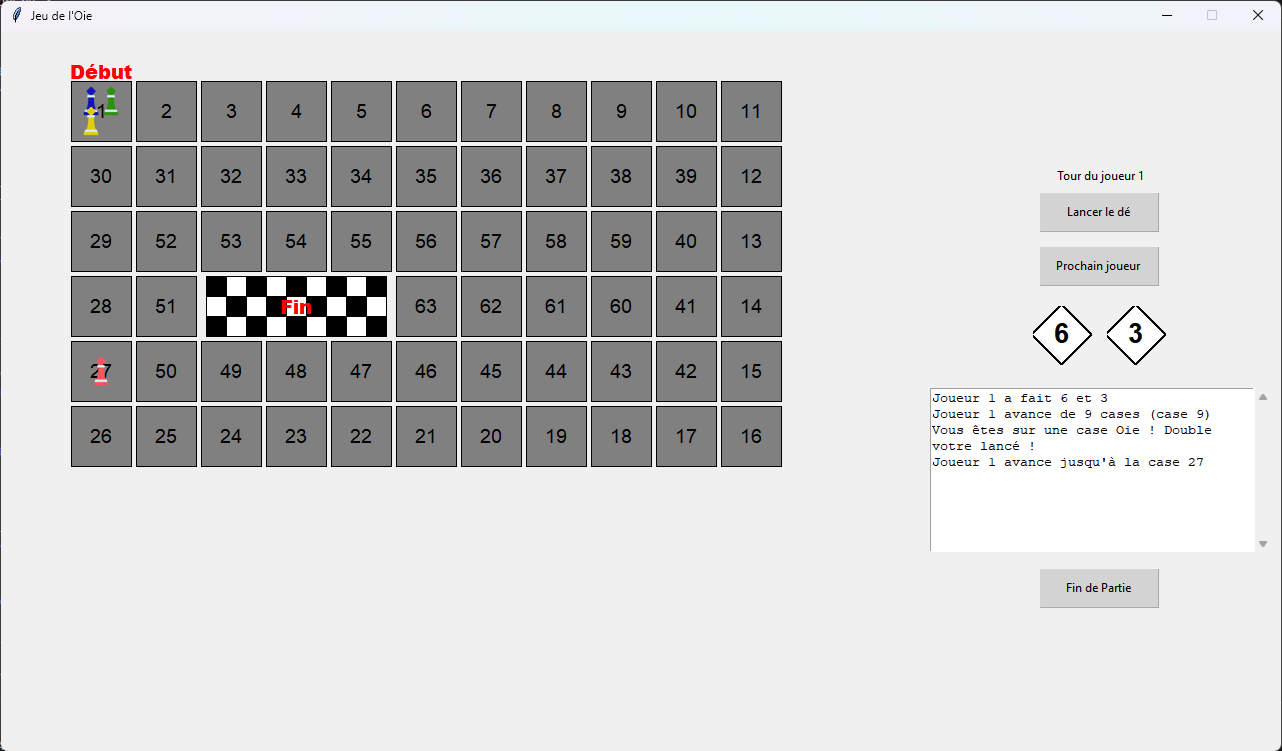 Jeu de l'Oie
Début
1 2 3 4 5 6 7 8 9 10 11
30 31 32 33 34 35 36 37 38 39 12
29 52 53 54 55 56 57 58 59 40 13
28 51 Fin 63 62 61 60 41 14
27 50 49 48 47 46 45 44 43 42 15
26 25 24 23 22 21 20 19 18 17 16
Tour du joueur 1
Lancer le dé
Prochain joueur
6 3
Joueur 1 a fait 6 et 3
Joueur 1 avance de 9 cases (case 9)
Vous êtes sur une case Oie ! Double
votre lancé !
Joueur 1 avance jusqu'à la case 27
Fin de Partie